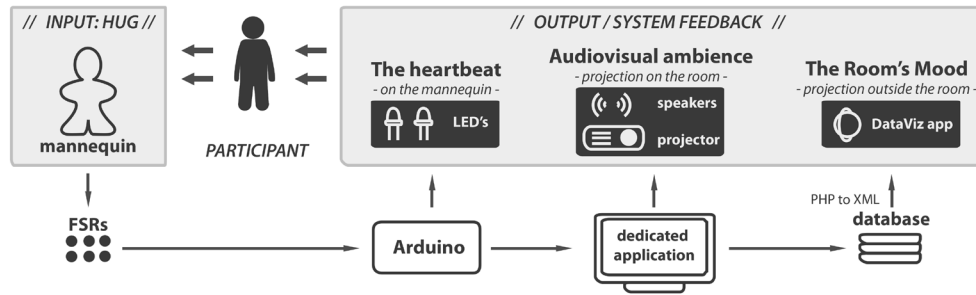 // INPUT: HUG //
mannequin
PARTICIPANT
// OUTPUT / SYSTEM FEEDBACK //
The heartbeat
- on the mannequin -
LED's
Audiovisual ambience
- projection on the room -
speakers
projector
The Room's Mood
- projection outside the room -
DataViz app
FSRs
Arduino
dedicated
application
PHP to XML
database